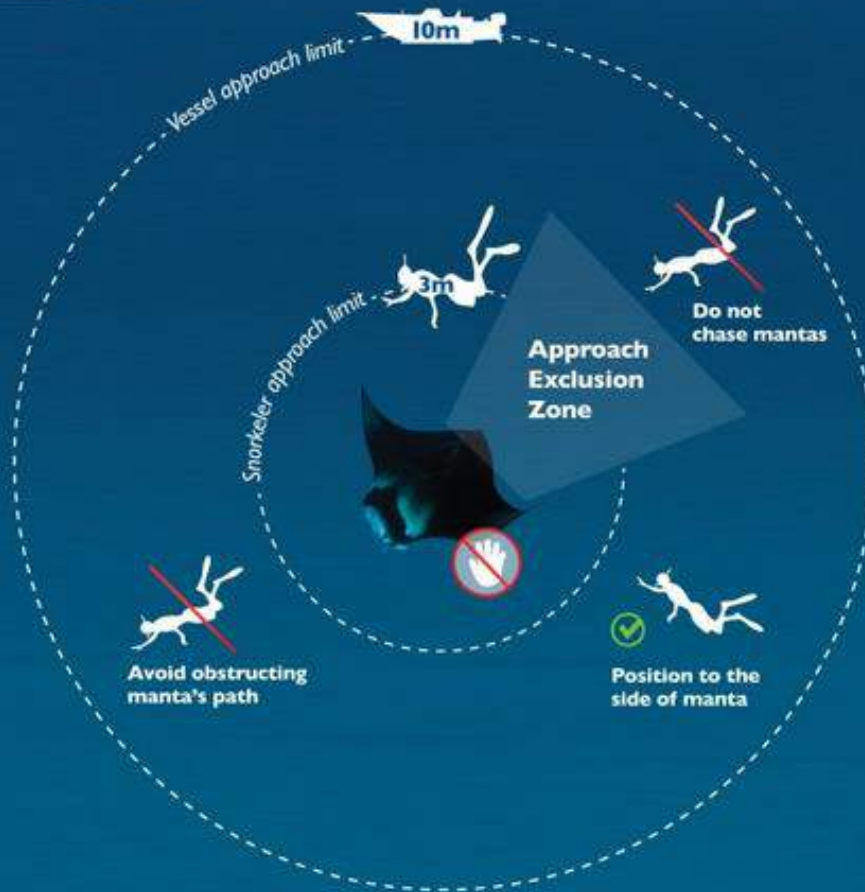 10m
Vessel approach limit
3m
Snorkeler approach limit
Do not
chase mantas
Approach
Exclusion
Zone
Avoid obstructing
manta's path
Position to the
side of manta